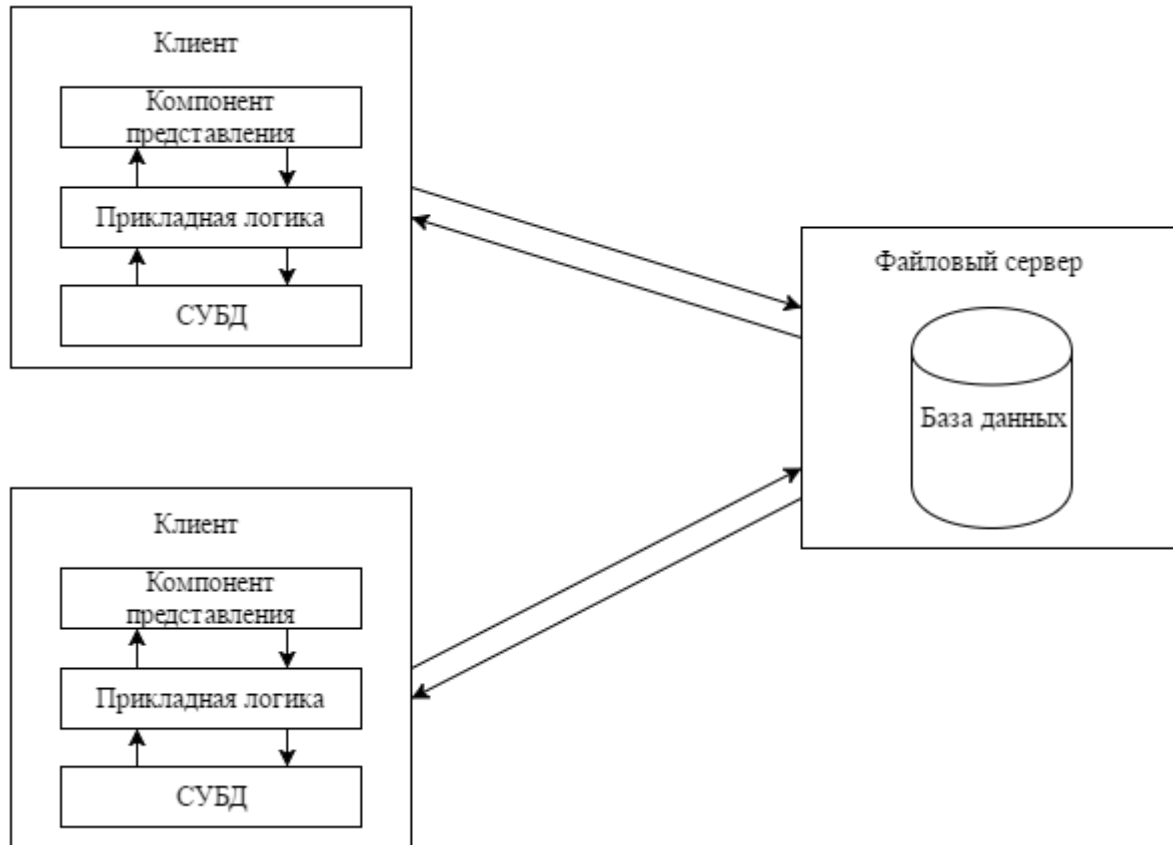 Клиент
Компонент
представления
Прикладная логика
СУБД
Файловый сервер
База данных
Клиент
Компонент
представления
Прикладная логика
СУБД